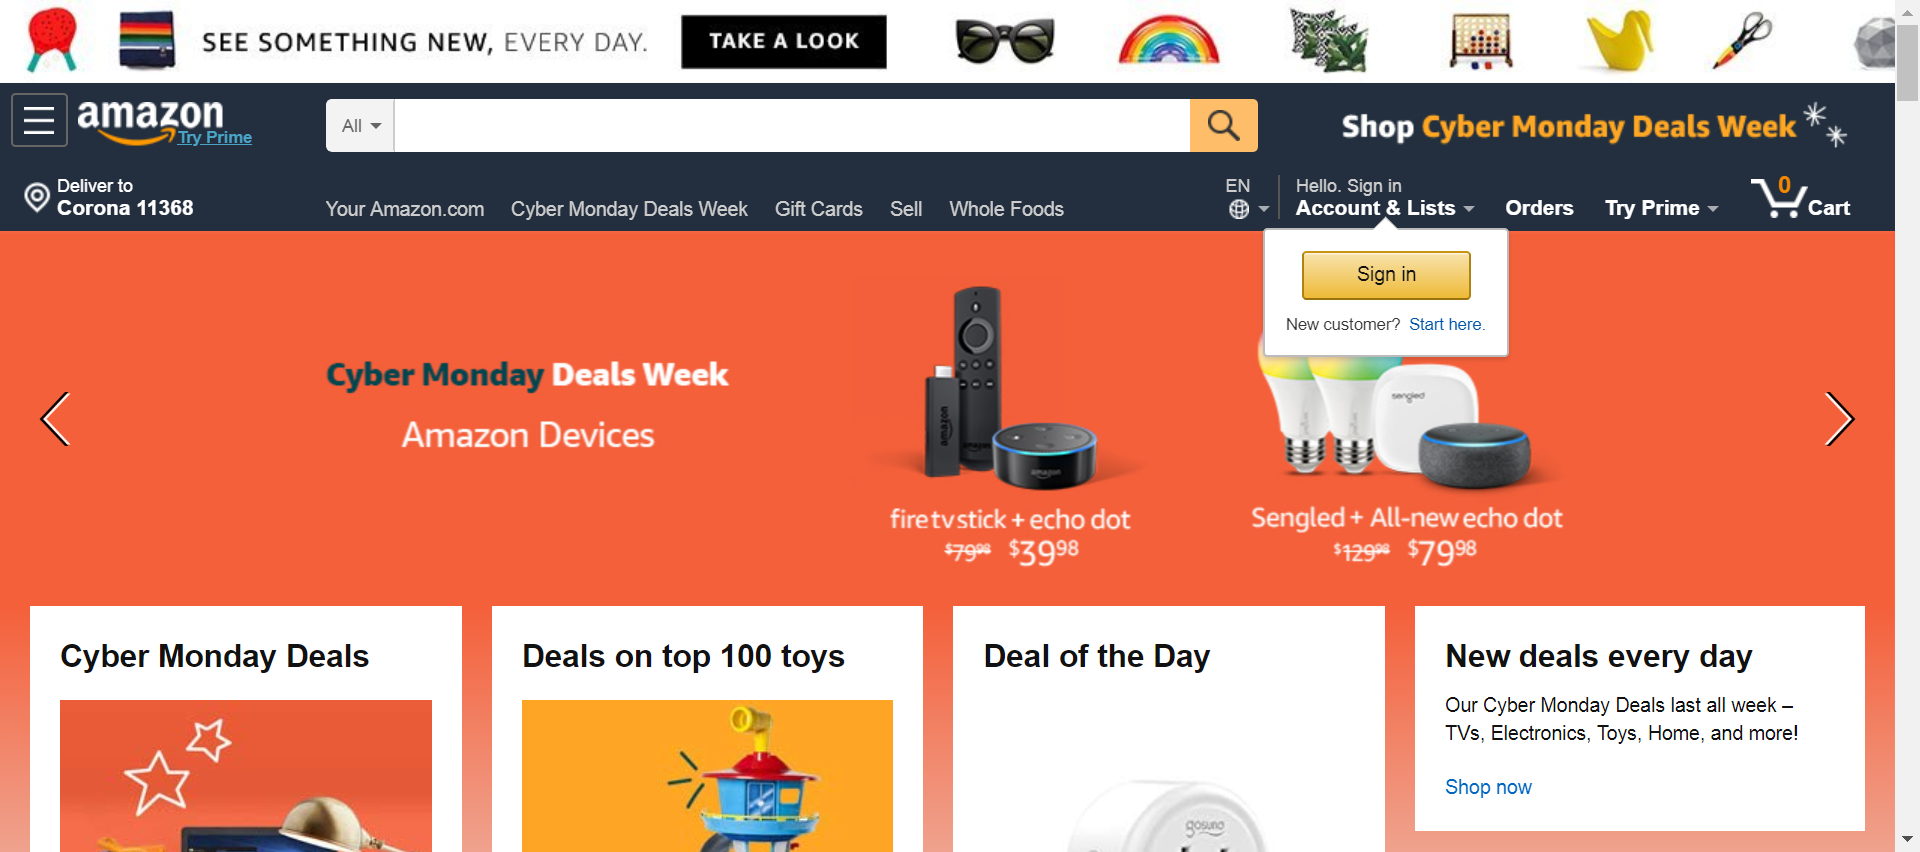 SEE SOMETHING NEW, EVERY DAY. TAKE A LOOK
amazon
Try Prime
All
Shop Cyber Monday Deals Week
Deliver to
Corona 11368
Your Amazon.com Cyber Monday Deals Week Gift Cards Sell Whole Foods
EN
Hello. Sign in
Account & Lists
Orders
Try Prime
0
Cart
Sign in
New customer? Start here.
Cyber Monday Deals Week
Amazon Devices
amazon
amazon
sengled
fire tv stick + echo dot
$79.98 $39.98
Sengled + All-new echo dot
$129.98 $79.98
Cyber Monday Deals
Deals on top 100 toys
Deal of the Day
New deals every day
Our Cyber Monday Deals last all week –
TVs, Electronics, Toys, Home, and more!
Shop now
gosund